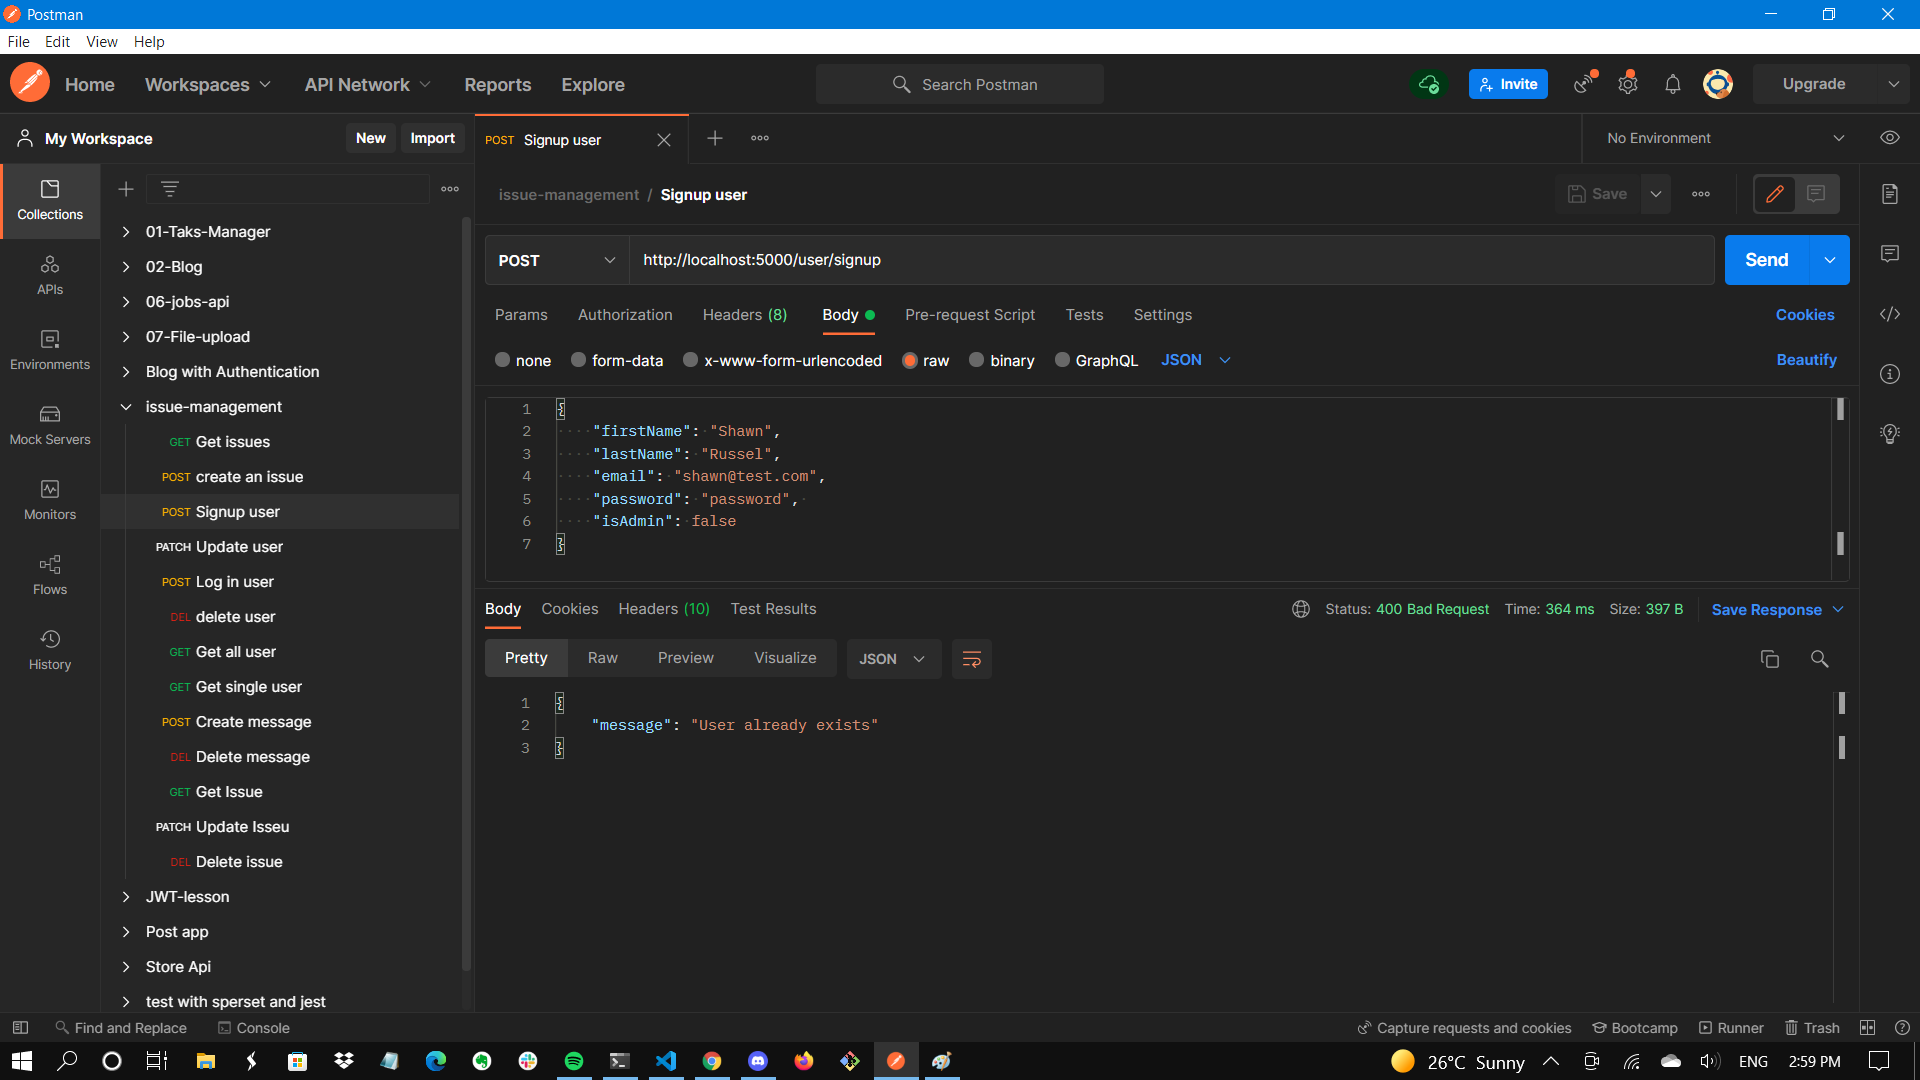 Postman
File Edit View Help
Home Workspaces API Network Reports Explore Search Postman Invite Upgrade
My Workspace New Import POST Signup user No Environment
issue-management / Signup user Save
Collections
APIs
Environments
Mock Servers
Monitors
Flows
History
01-Taks-Manager
02-Blog
06-jobs-api
07-File-upload
Blog with Authentication
issue-management
GET Get issues
POST create an issue
POST Signup user
PATCH Update user
POST Log in user
DEL delete user
GET Get all user
GET Get single user
POST Create message
DEL Delete message
GET Get Issue
PATCH Update Isseu
DEL Delete issue
JWT-lesson
Post app
Store Api
test with sperset and jest
POST http://localhost:5000/user/signup Send
Params Authorization Headers (8) Body Pre-request Script Tests Settings Cookies
none form-data x-www-form-urlencoded raw binary GraphQL JSON Beautify
1 {
2 "firstName": "Shawn",
3 "lastName": "Russel",
4 "email": "shawn@test.com",
5 "password": "password",
6 "isAdmin": false
7 }
Body Cookies Headers (10) Test Results Status: 400 Bad Request Time: 364 ms Size: 397 B Save Response
Pretty Raw Preview Visualize JSON
1 {
2 "message": "User already exists"
3 }
Find and Replace Console Capture requests and cookies Bootcamp Runner Trash
26°C Sunny ENG 2:59 PM